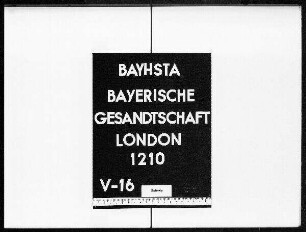 BAYHSTA
BAYERISCHE
GESANDTSCHAFT
LONDON
1210
V-16